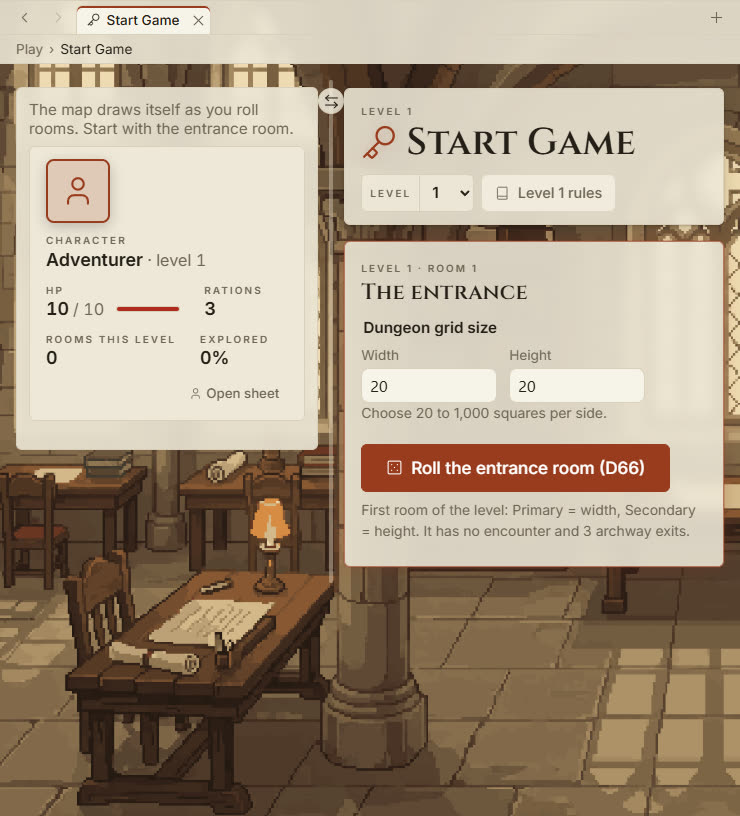 Start Game
Play › Start Game
The map draws itself as you roll
rooms. Start with the entrance room.
CHARACTER
Adventurer · level 1
HP
10 / 10
RATIONS
3
ROOMS THIS LEVEL
0
EXPLORED
0%
Open sheet
LEVEL 1
START GAME
LEVEL 1
Level 1 rules
LEVEL 1 · ROOM 1
THE ENTRANCE
Dungeon grid size
Width
Height
20
20
Choose 20 to 1,000 squares per side.
Roll the entrance room (D66)
First room of the level: Primary = width, Secondary
= height. It has no encounter and 3 archway exits.